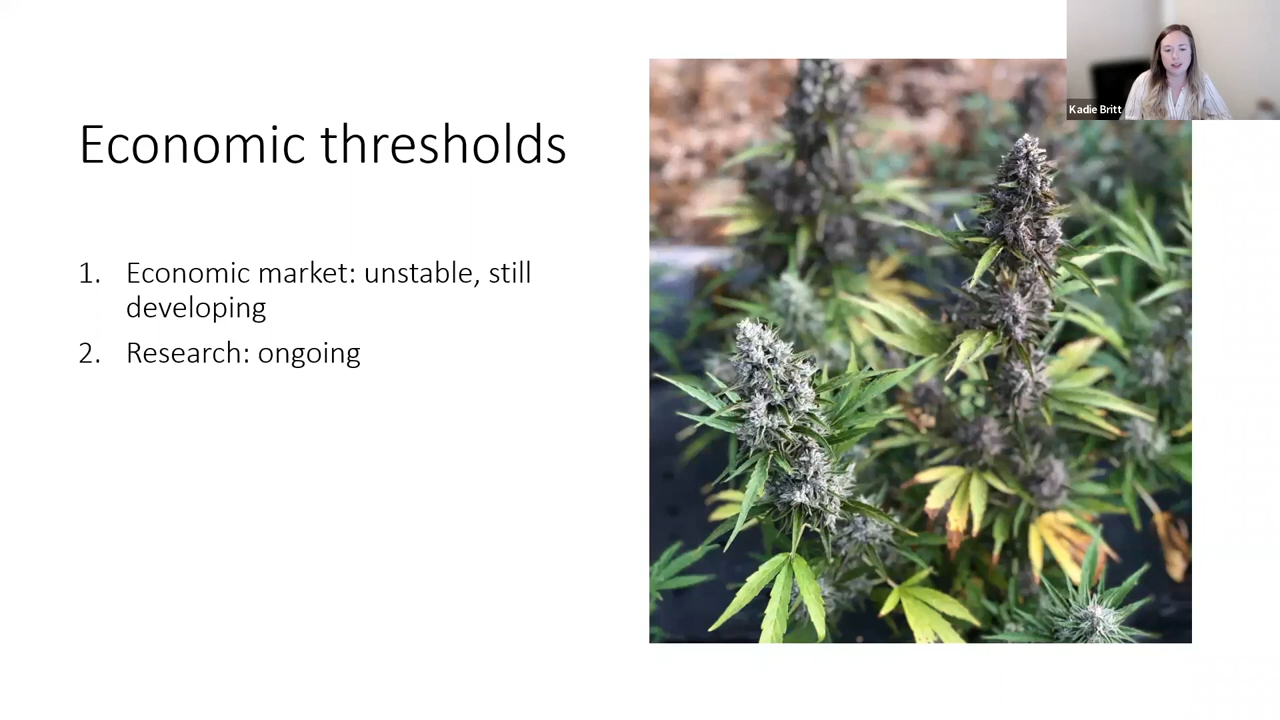 Kadie Britt
Economic thresholds
1. Economic market: unstable, still
developing
2. Research: ongoing